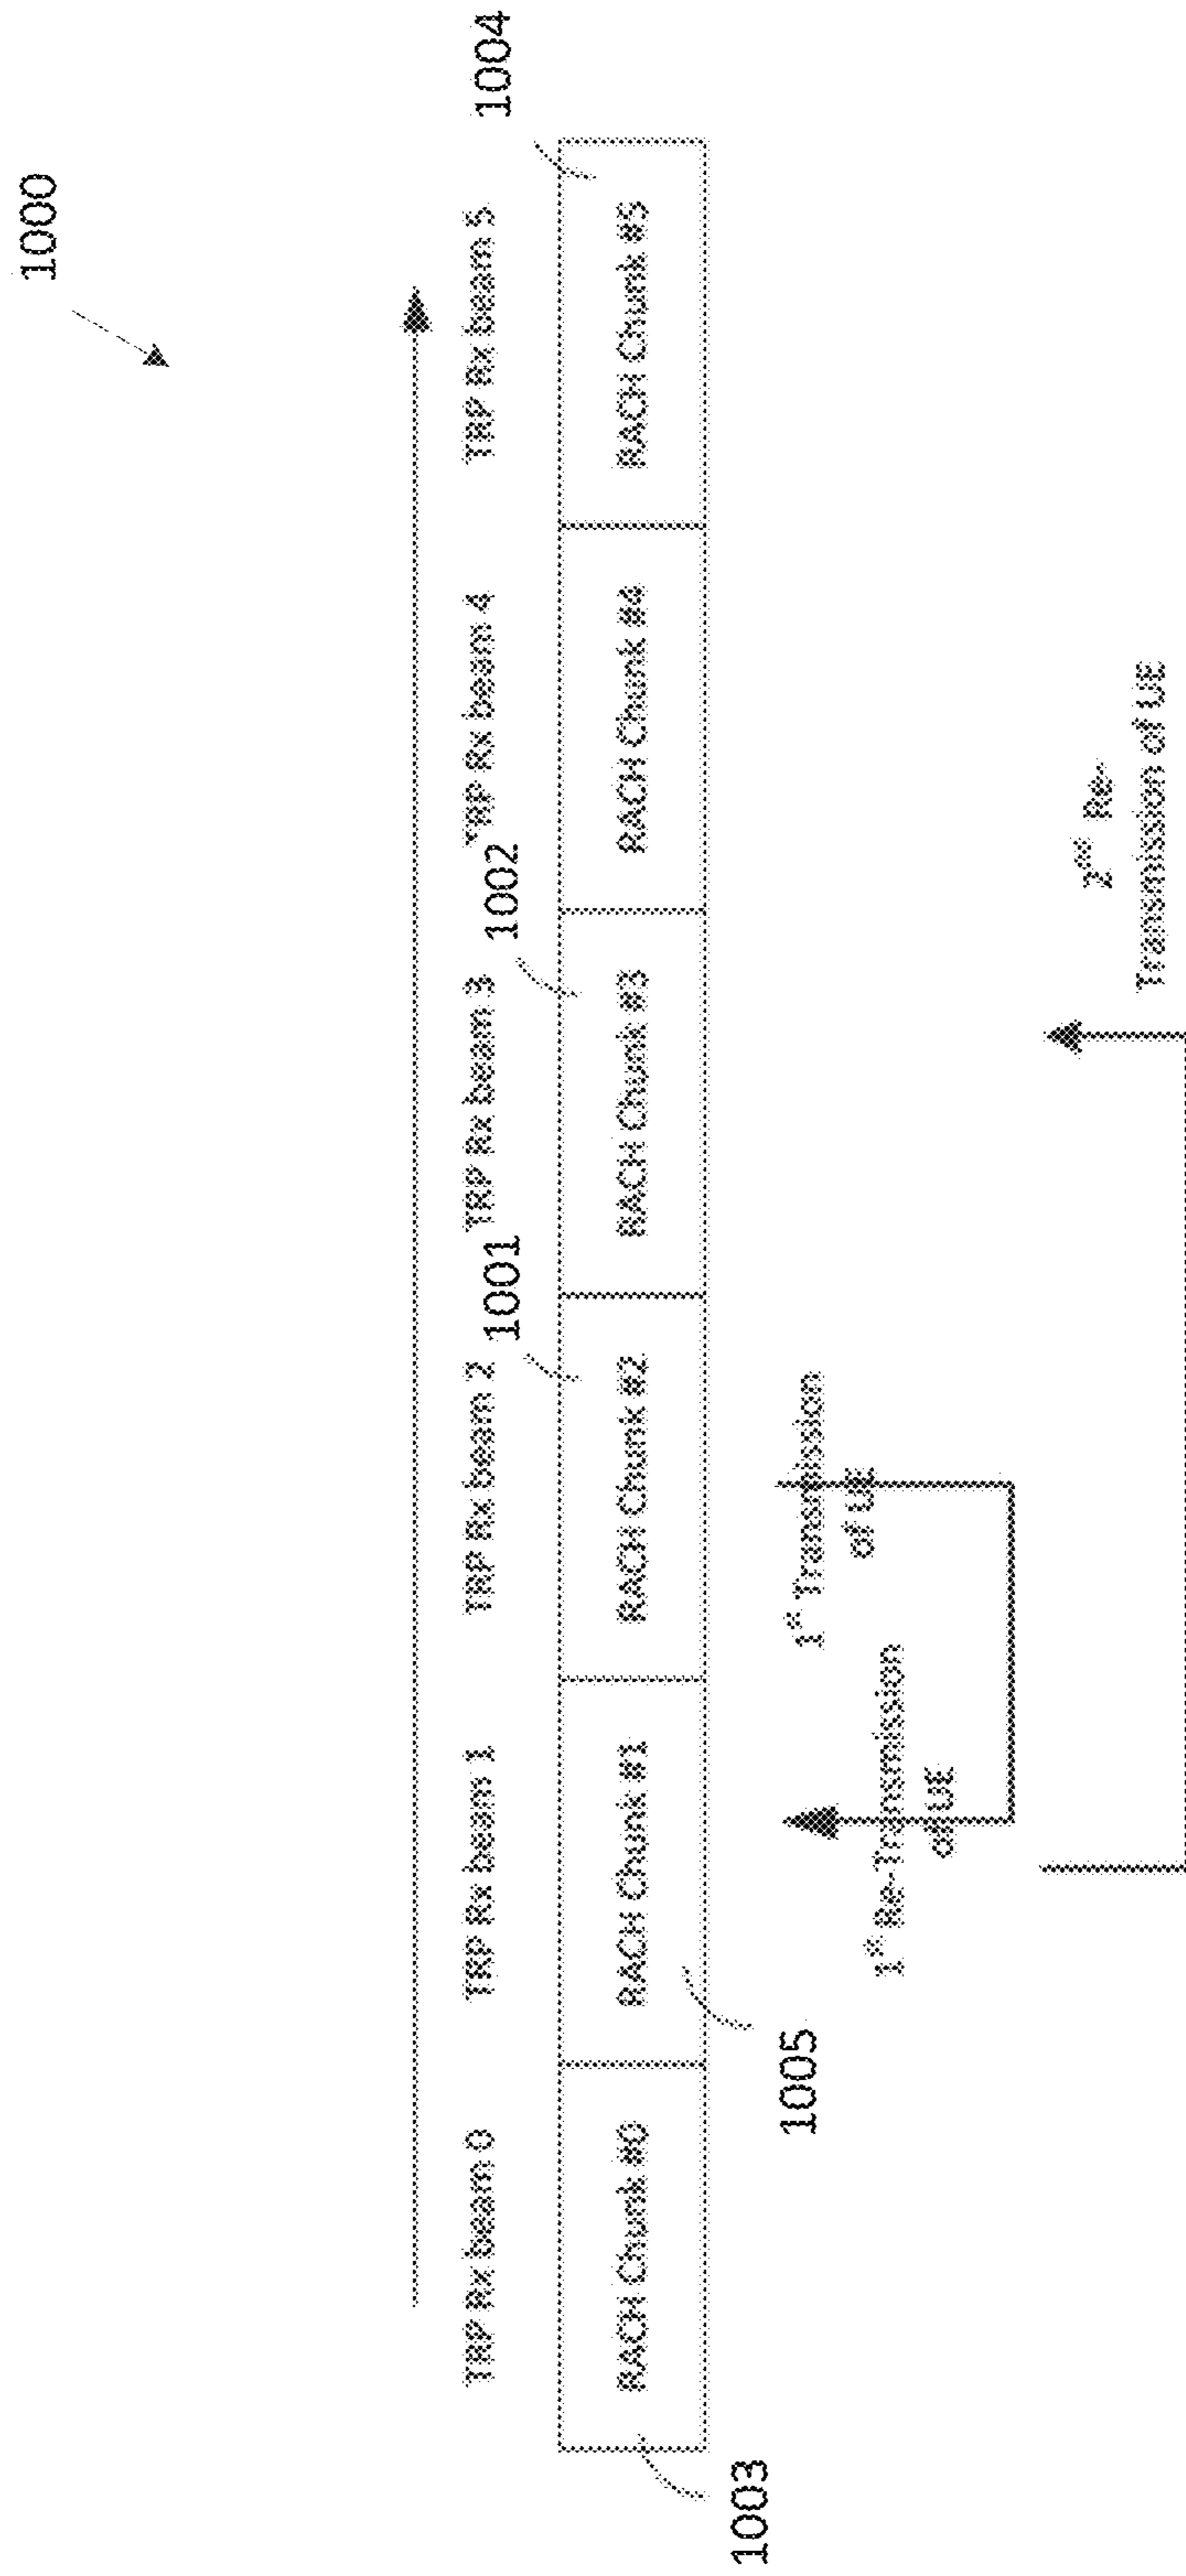 1000
TRP Rx beam 0
TRP Rx beam 1
TRP Rx beam 2
TRP Rx beam 3
TRP Rx beam 4
TRP Rx beam 5
1001
1002
1004
RACH Chunk #0
RACH Chunk #1
RACH Chunk #2
RACH Chunk #3
RACH Chunk #4
RACH Chunk #5
1003
1005
1st Transmission
of UE
1st Re-Transmission
of UE
2nd Re-
Transmission of UE